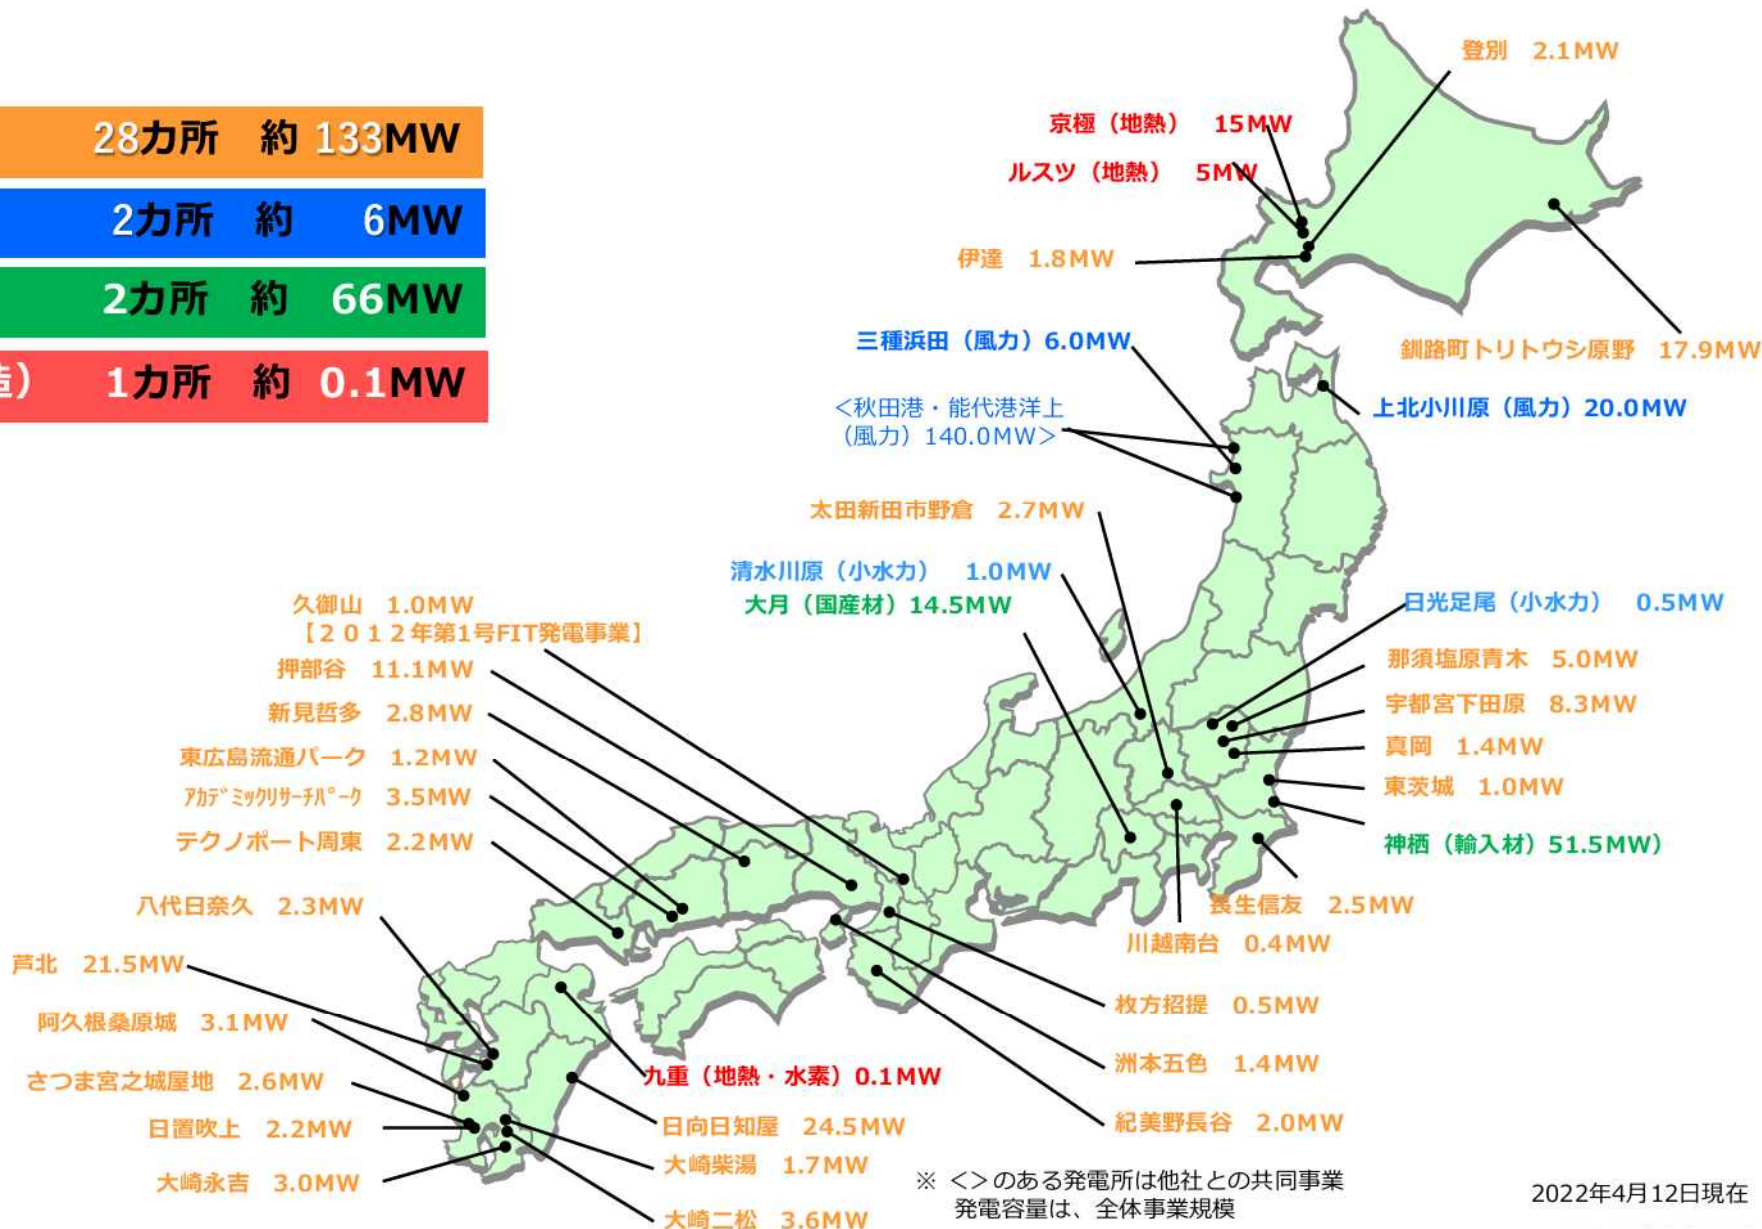 28カ所 約 133MW
2カ所 約 6MW
2カ所 約 66MW
造） 1カ所 約 0.1MW
登別 2.1MW
京極（地熱） 15MW
ルスツ（地熱） 5MW
伊達 1.8MW
三種浜田（風力）6.0MW
釧路町トリトウシ原野 17.9MW
＜秋田港・能代港洋上
（風力）140.0MW＞
上北小川原（風力）20.0MW
太田新田市野倉 2.7MW
清水川原（小水力） 1.0MW
大月（国産材）14.5MW
日光足尾（小水力） 0.5MW
久御山 1.0MW
【２０１２年第1号FIT発電事業】
押部谷 11.1MW
那須塩原青木 5.0MW
新見哲多 2.8MW
宇都宮下田原 8.3MW
東広島流通パーク 1.2MW
真岡 1.4MW
ｱｶﾃﾞﾐｯｸﾘｻｰﾁﾊﾟｰｸ 3.5MW
東茨城 1.0MW
テクノポート周東 2.2MW
神栖（輸入材）51.5MW）
八代日奈久 2.3MW
長生信友 2.5MW
川越南台 0.4MW
芦北 21.5MW
枚方招提 0.5MW
阿久根桑原城 3.1MW
洲本五色 1.4MW
さつま宮之城屋地 2.6MW
九重（地熱・水素）0.1MW
日置吹上 2.2MW
日向日知屋 24.5MW
紀美野長谷 2.0MW
大崎柴湯 1.7MW
大崎永吉 3.0MW
大崎二松 3.6MW
※ ＜＞のある発電所は他社との共同事業
発電容量は、全体事業規模
2022年4月12日現在